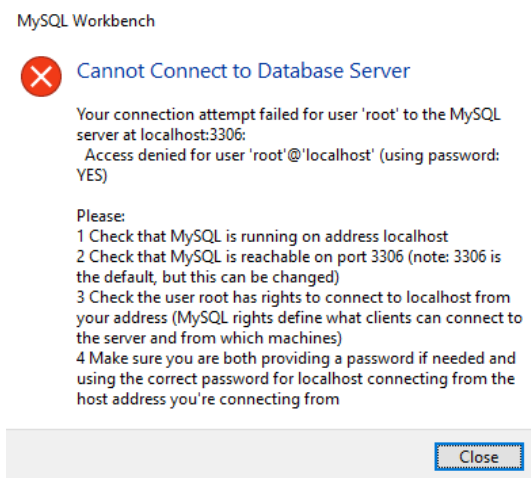 MySQL Workbench
Cannot Connect to Database Server
Your connection attempt failed for user 'root' to the MySQL
server at localhost:3306:
Access denied for user 'root'@'localhost' (using password:
YES)
Please:
1 Check that MySQL is running on address localhost
2 Check that MySQL is reachable on port 3306 (note: 3306 is
the default, but this can be changed)
3 Check the user root has rights to connect to localhost from
your address (MySQL rights define what clients can connect to
the server and from which machines)
4 Make sure you are both providing a password if needed and
using the correct password for localhost connecting from the
host address you're connecting from
Close